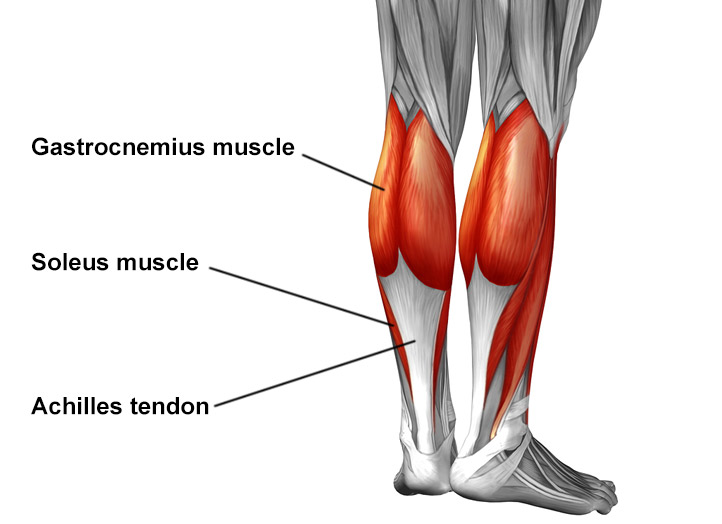 Gastrocnemius muscle
Soleus muscle
Achilles tendon